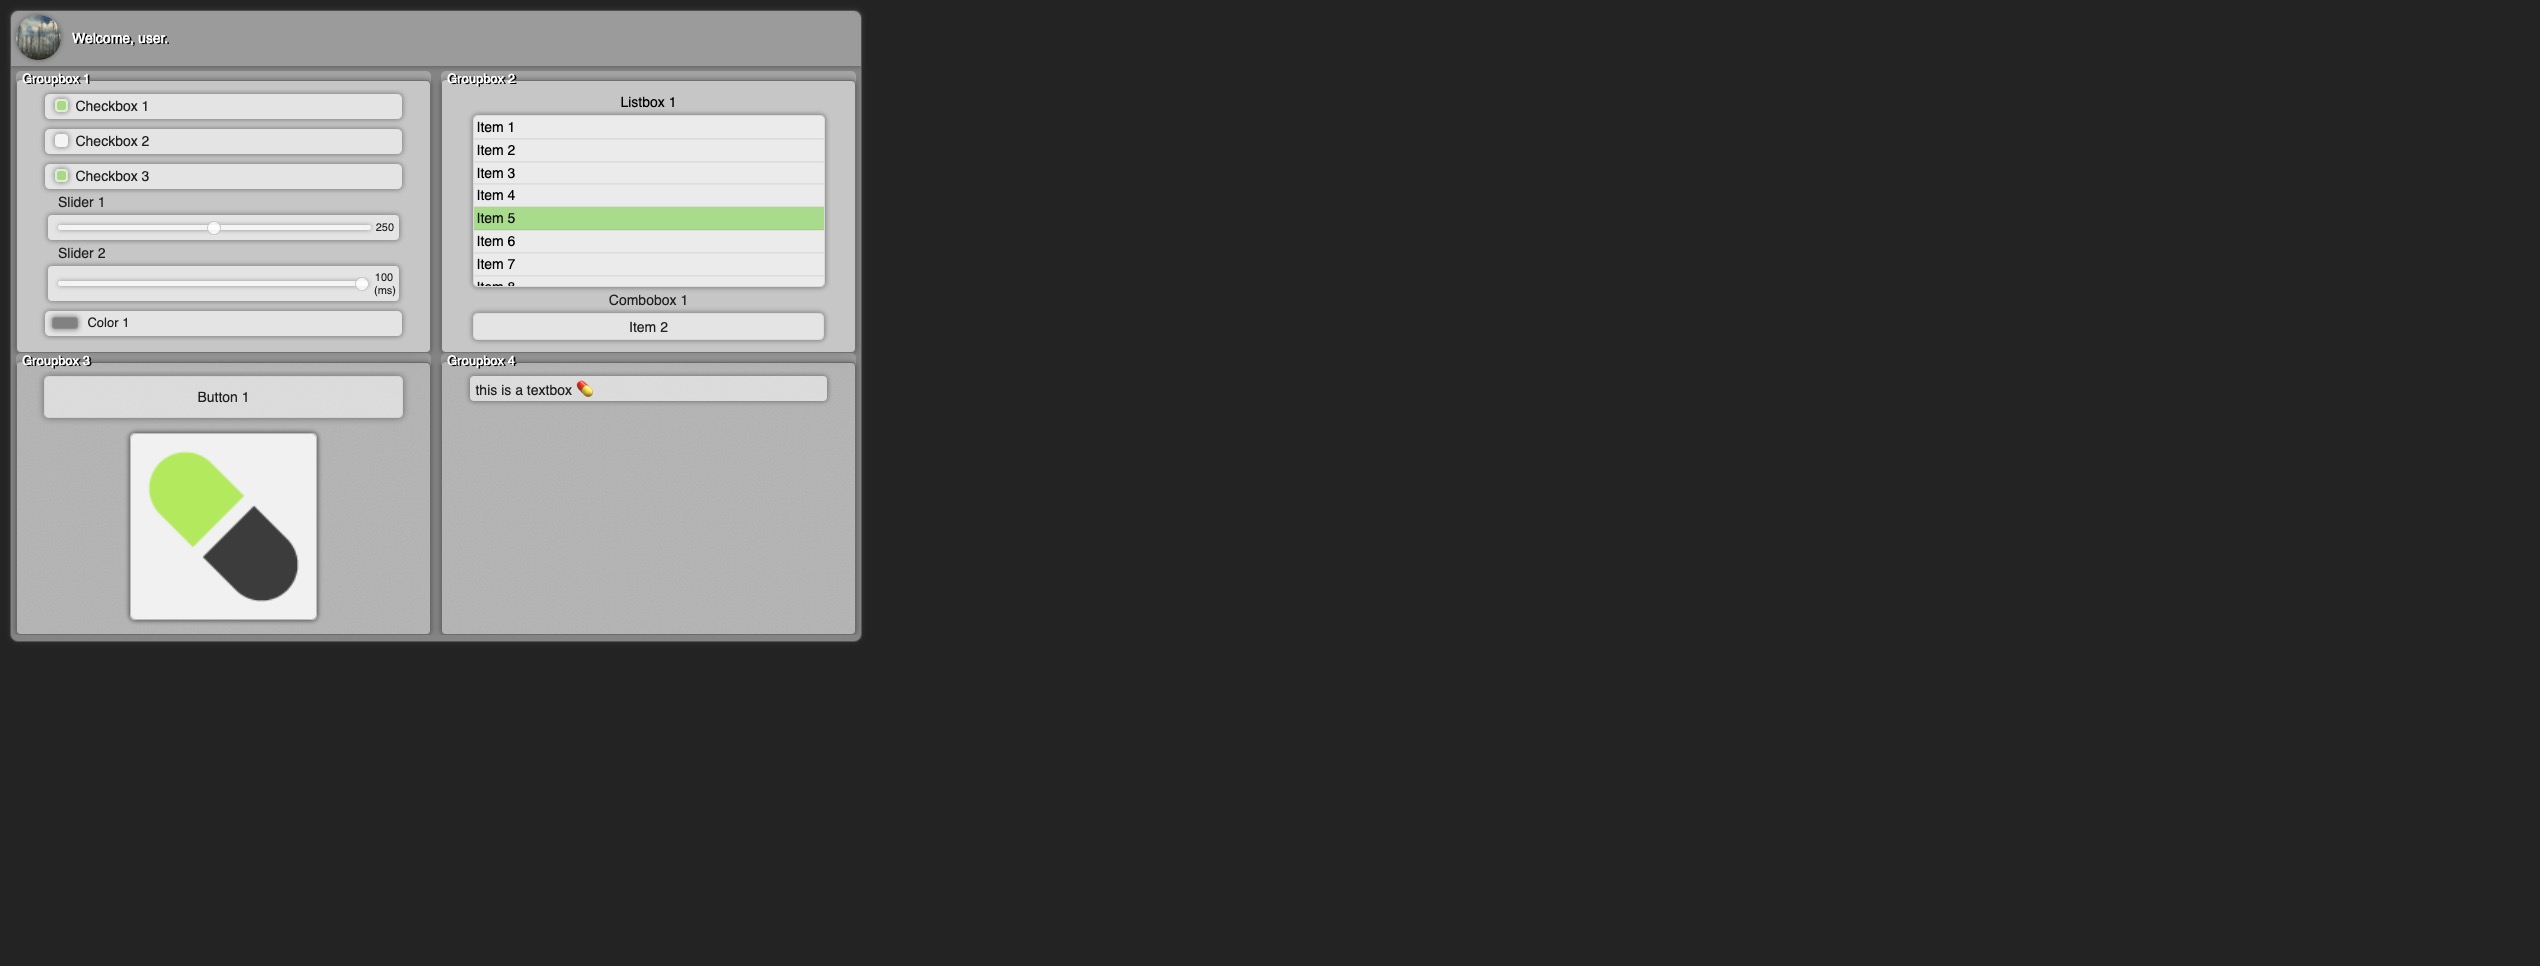 Welcome, user.
Groupbox 1
Checkbox 1
Checkbox 2
Checkbox 3
Slider 1
250
Slider 2
100
(ms)
Color 1
Groupbox 2
Listbox 1
Item 1
Item 2
Item 3
Item 4
Item 5
Item 6
Item 7
Item 8
Combobox 1
Item 2
Groupbox 3
Button 1
Groupbox 4
this is a textbox 💊